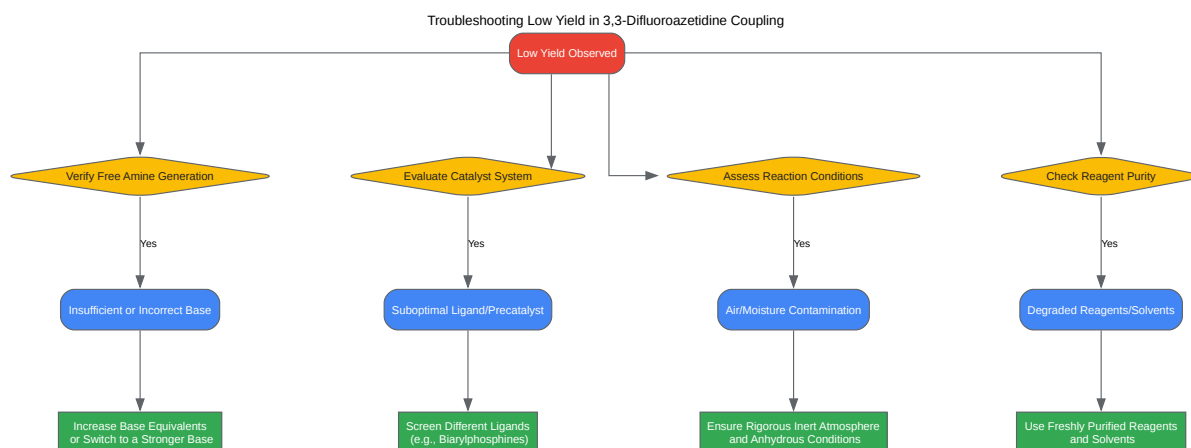 Troubleshooting Low Yield in 3,3-Difluoroazetidine Coupling
Low Yield Observed
Verify Free Amine Generation
Evaluate Catalyst System
Assess Reaction Conditions
Check Reagent Purity
Yes
Yes
Yes
Yes
Insufficient or Incorrect Base
Suboptimal Ligand/Precatalyst
Air/Moisture Contamination
Degraded Reagents/Solvents
Increase Base Equivalents
or Switch to a Stronger Base
Screen Different Ligands
(e.g., Biarylphosphines)
Ensure Rigorous Inert Atmosphere
and Anhydrous Conditions
Use Freshly Purified Reagents
and Solvents